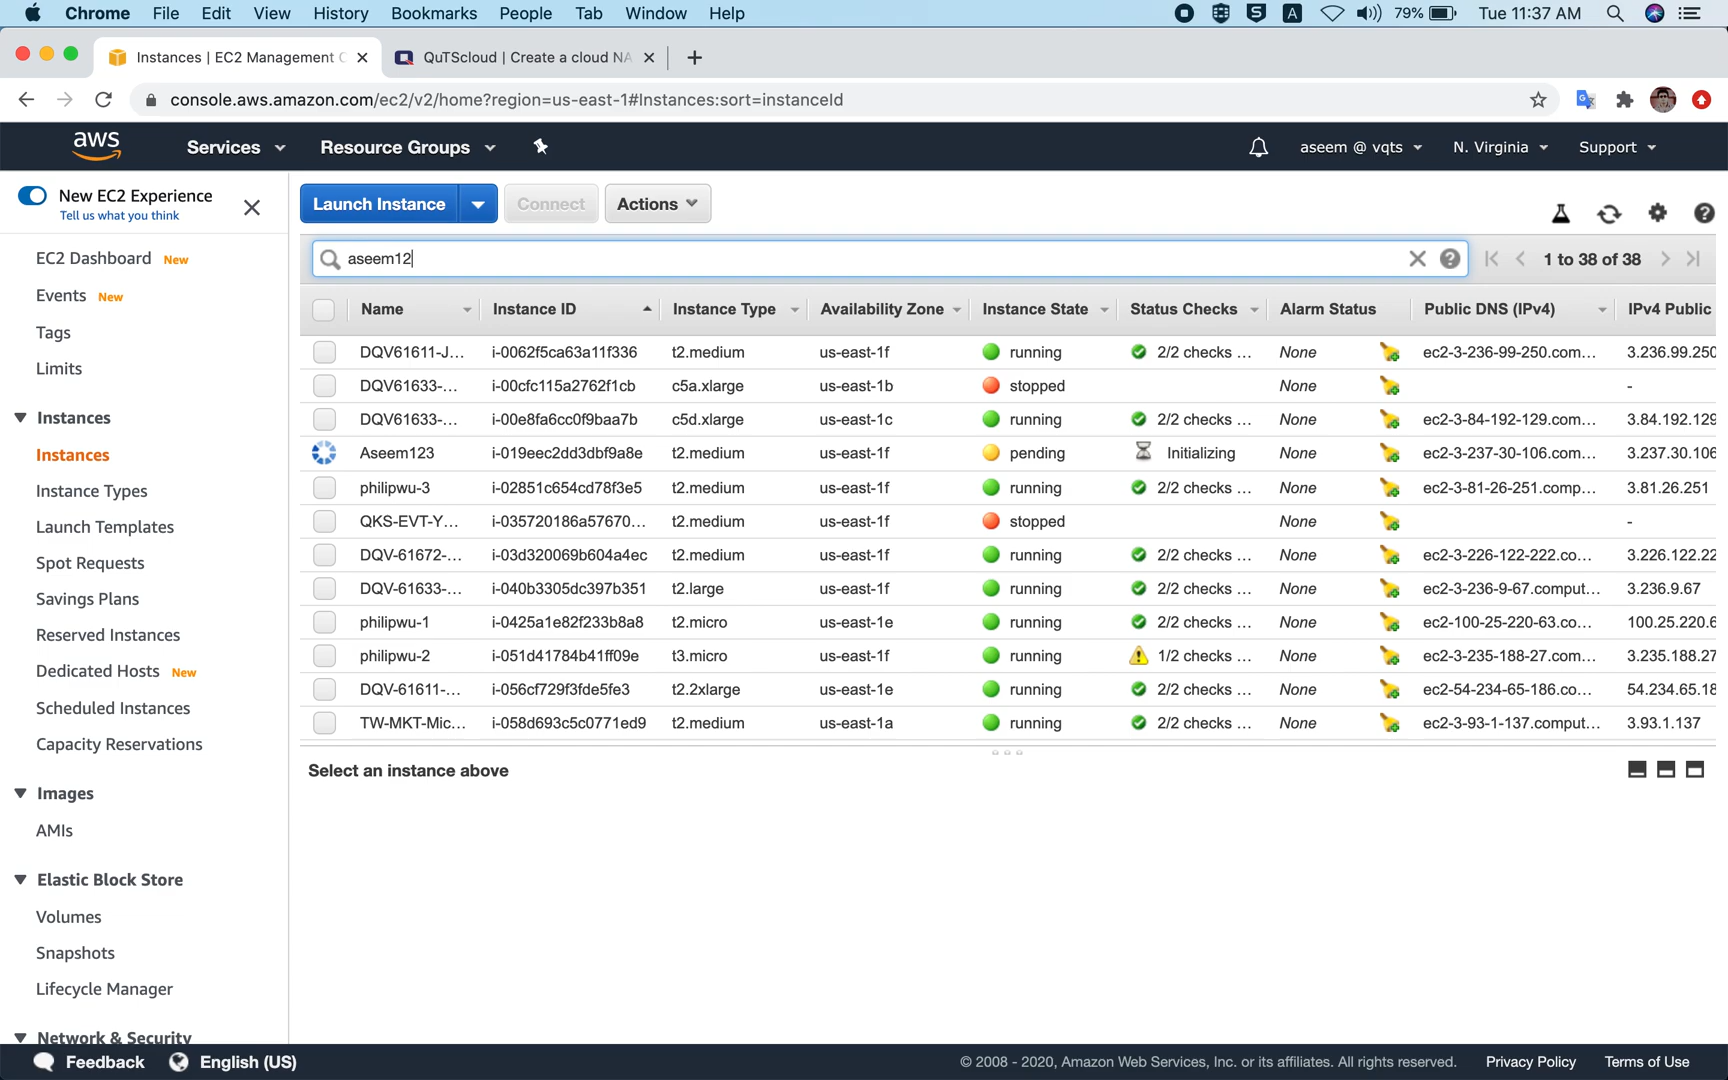 Chrome File Edit View History Bookmarks People Tab Window Help S A 79% Tue 11:37 AM
Instances | EC2 Management C QuTScloud | Create a cloud NA
console.aws.amazon.com/ec2/v2/home?region=us-east-1#Instances:sort=instanceId
aws Services Resource Groups aseem @ vqts N. Virginia Support
New EC2 Experience
Tell us what you think
EC2 Dashboard New
Events New
Tags
Limits
Instances
Instances
Instance Types
Launch Templates
Spot Requests
Savings Plans
Reserved Instances
Dedicated Hosts New
Scheduled Instances
Capacity Reservations
Images
AMIs
Elastic Block Store
Volumes
Snapshots
Lifecycle Manager
Network & Security
Launch Instance Connect Actions
aseem12 1 to 38 of 38
Name Instance ID Instance Type Availability Zone Instance State Status Checks Alarm Status Public DNS (IPv4) IPv4 Public
DQV61611-J... i-0062f5ca63a11f336 t2.medium us-east-1f running 2/2 checks ... None ec2-3-236-99-250.com... 3.236.99.250
DQV61633-... i-00cfc115a2762f1cb c5a.xlarge us-east-1b stopped None -
DQV61633-... i-00e8fa6cc0f9baa7b c5d.xlarge us-east-1c running 2/2 checks ... None ec2-3-84-192-129.com... 3.84.192.129
Aseem123 i-019eec2dd3dbf9a8e t2.medium us-east-1f pending Initializing None ec2-3-237-30-106.com... 3.237.30.106
philipwu-3 i-02851c654cd78f3e5 t2.medium us-east-1f running 2/2 checks ... None ec2-3-81-26-251.comp... 3.81.26.251
QKS-EVT-Y... i-035720186a57670... t2.medium us-east-1f stopped None -
DQV-61672-... i-03d320069b604a4ec t2.medium us-east-1f running 2/2 checks ... None ec2-3-226-122-222.co... 3.226.122.22
DQV-61633-... i-040b3305dc397b351 t2.large us-east-1f running 2/2 checks ... None ec2-3-236-9-67.comput... 3.236.9.67
philipwu-1 i-0425a1e82f233b8a8 t2.micro us-east-1e running 2/2 checks ... None ec2-100-25-220-63.co... 100.25.220.6
philipwu-2 i-051d41784b41ff09e t3.micro us-east-1f running 1/2 checks ... None ec2-3-235-188-27.com... 3.235.188.27
DQV-61611-... i-056cf729f3fde5fe3 t2.2xlarge us-east-1e running 2/2 checks ... None ec2-54-234-65-186.co... 54.234.65.18
TW-MKT-Mic... i-058d693c5c0771ed9 t2.medium us-east-1a running 2/2 checks ... None ec2-3-93-1-137.comput... 3.93.1.137
Select an instance above
Feedback English (US) © 2008 - 2020, Amazon Web Services, Inc. or its affiliates. All rights reserved. Privacy Policy Terms of Use